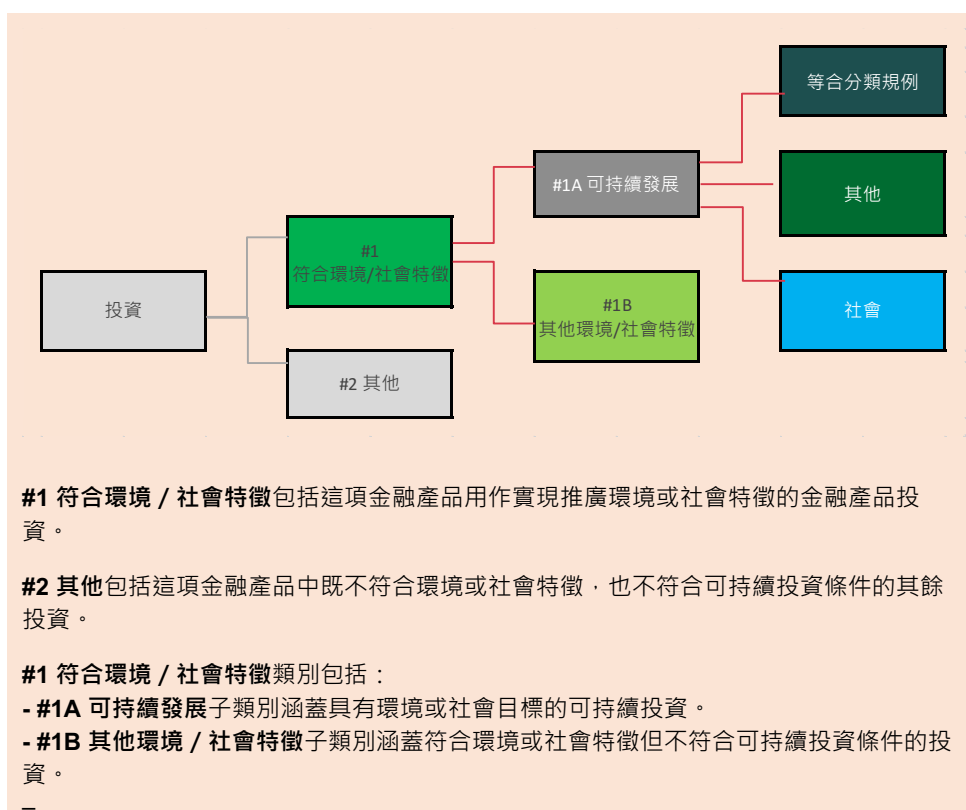 等合分類規例
#1A 可持續發展
其他
#1
符合環境/社會特徵
投資
#1B
其他環境/社會特徵
社會
#2 其他
#1 符合環境 / 社會特徵包括這項金融產品用作實現推廣環境或社會特徵的金融產品投
資。
#2 其他包括這項金融產品中既不符合環境或社會特徵，也不符合可持續投資條件的其餘
投資。
#1 符合環境 / 社會特徵類別包括：
- #1A 可持續發展子類別涵蓋具有環境或社會目標的可持續投資。
- #1B 其他環境 / 社會特徵子類別涵蓋符合環境或社會特徵但不符合可持續投資條件的投
資。
–